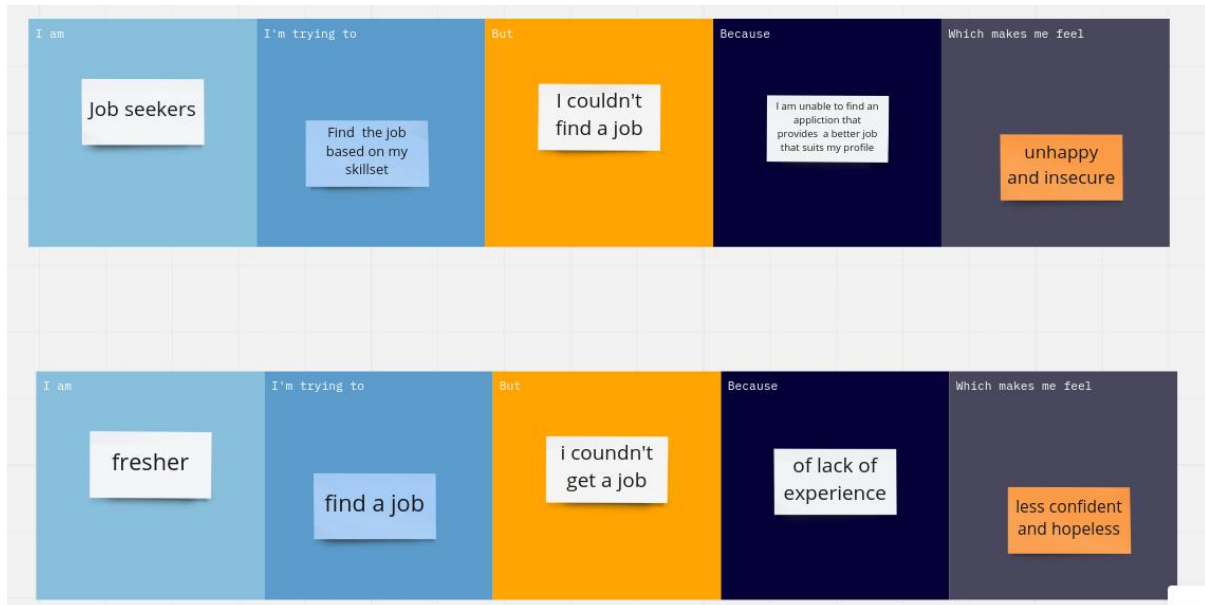 I am
I'm trying to
But
Because
Which makes me feel
Job seekers
Find the job
based on my
skillset
I couldn't
find a job
I am unable to find an
appliction that
provides a better job
that suits my profile
unhappy
and insecure
I am
I'm trying to
But
Because
Which makes me feel
fresher
find a job
i coundn't
get a job
of lack of
experience
less confident
and hopeless